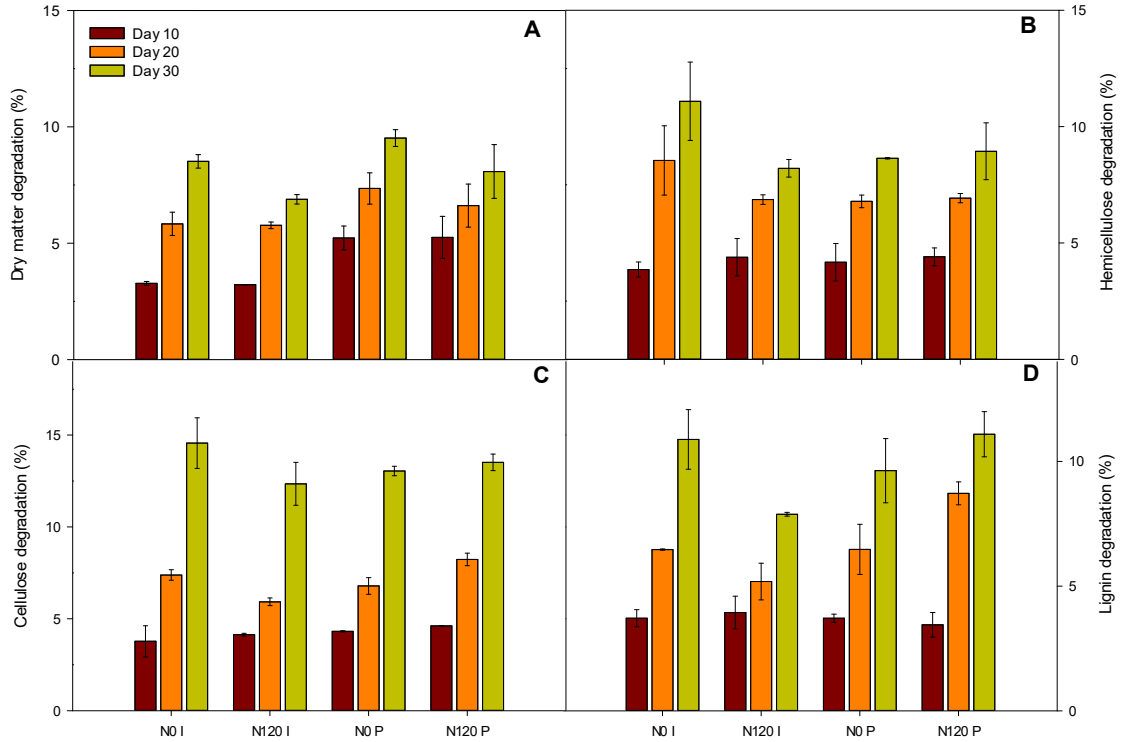 A
Day 10
Day 20
Day 30
Dry matter degradation (%)
15
10
5
0
B
Hemicellulose degradation (%)
15
10
5
0
C
Cellulose degradation (%)
15
10
5
0
N0 I
N120 I
N0 P
N120 P
D
Lignin degradation (%)
10
5
0
N0 I
N120 I
N0 P
N120 P